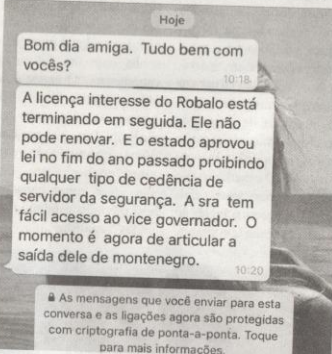 Hoje
Bom dia amiga. Tudo bem com
vocês?
10:18
A licença interesse do Robalo está
terminando em seguida. Ele não
pode renovar. E o estado aprovou
lei no fim do ano passado proibindo
qualquer tipo de cedência de
servidor da segurança. A sra tem
fácil acesso ao vice governador. O
momento é agora de articular a
saída dele de montenegro.
10:20
As mensagens que você enviar para esta
conversa e as ligações agora são protegidas
com criptografia de ponta-a-ponta. Toque
para mais informações.